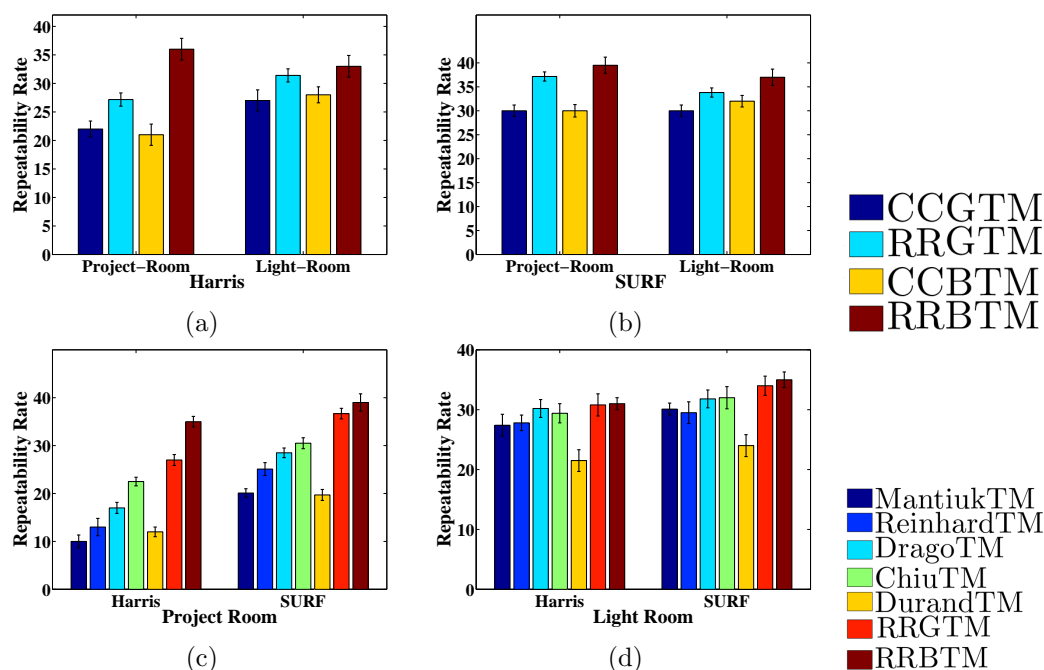 Repeatability Rate
40
35
30
25
20
15
10
5
0
Project–Room Light–Room
Harris
(a)
Repeatability Rate
40
35
30
25
20
15
10
5
0
Project–Room Light–Room
SURF
(b)
CCGTM
RRGTM
CCBTM
RRBTM
Repeatability Rate
40
30
20
10
0
Harris SURF
Project Room
(c)
Repeatability Rate
40
30
20
10
0
Harris SURF
Light Room
(d)
MantiukTM
ReinhardTM
DragoTM
ChiuTM
DurandTM
RRGTM
RRBTM